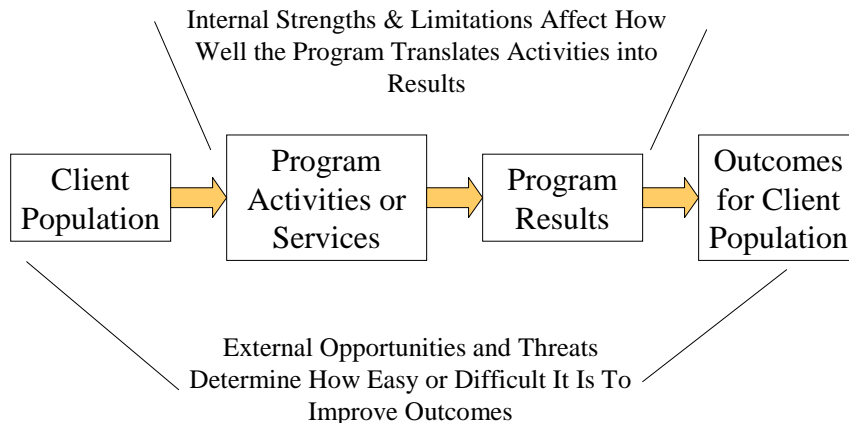 Internal Strengths & Limitations Affect How
Well the Program Translates Activities into
Results
Client
Population
Program
Activities or
Services
Program
Results
Outcomes
for Client
Population
External Opportunities and Threats
Determine How Easy or Difficult It Is To
Improve Outcomes